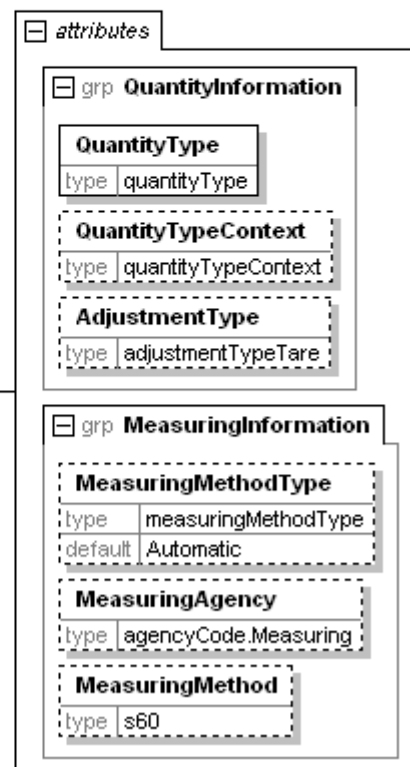 attributes
grp QuantityInformation
QuantityType
type quantityType
QuantityTypeContext
type quantityTypeContext
AdjustmentType
type adjustmentTypeTare
grp MeasuringInformation
MeasuringMethodType
type measuringMethodType
default Automatic
MeasuringAgency
type agencyCode.Measuring
MeasuringMethod
type s60